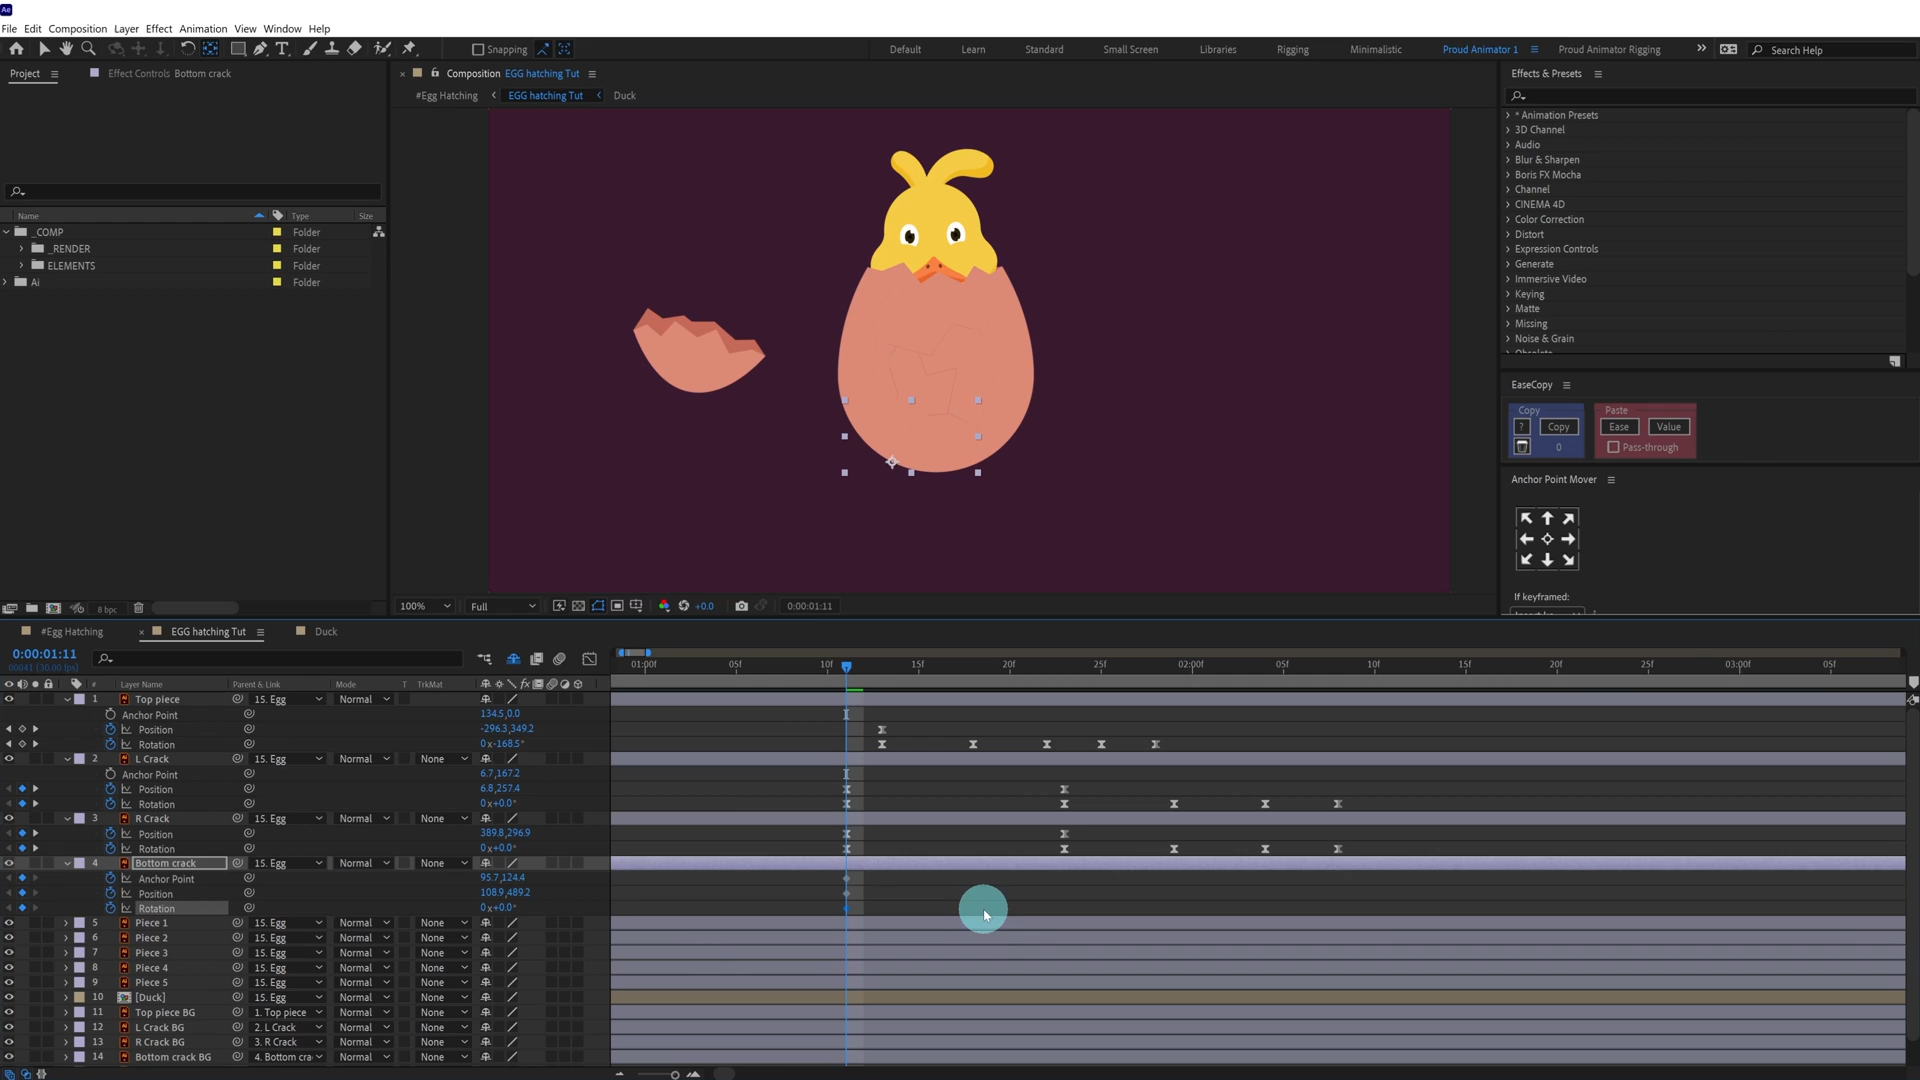 Ae
File Edit Composition Layer Effect Animation Window Help
Snapping Default Learn Standard Small Screen Libraries Rigging Minimalistic Proud Animator 1 Proud Animator Rigging Search Help
Project Effect Controls Bottom crack
Composition EGG hatching Tut
#Egg Hatching EGG hatching Tut Duck
Name Type Size
_COMP Folder
_RENDER Folder
ELEMENTS Folder
Ai Folder
8 bpc
100% Full +0.0 0:00:01:11
Effects & Presets
* Animation Presets
3D Channel
Audio
Blur & Sharpen
Boris FX Mocha
Channel
CINEMA 4D
Color Correction
Distort
Expression Controls
Generate
Immersive Video
Keying
Matte
Missing
Noise & Grain
EaseCopy
Copy Paste
? Copy Ease Value
0 Pass-through
Anchor Point Mover
If keyframed:
#Egg Hatching EGG hatching Tut Duck
0:00:01:11
00041 (30.00 fps)
01:00f 05f 10f 15f 20f 25f 02:00f 05f 10f 15f 20f 25f 03:00f 05f
# Layer Name Parent & Link Mode T TrkMat
1 Top piece 15. Egg Normal
Anchor Point 134.5,0.0
Position -296.3,349.2
Rotation 0x-168.5°
2 L Crack 15. Egg Normal None
Anchor Point 6.7,167.2
Position 6.8,257.4
Rotation 0x+0.0°
3 R Crack 15. Egg Normal None
Position 389.8,296.9
Rotation 0x+0.0°
4 Bottom crack 15. Egg Normal None
Anchor Point 95.7,124.4
Position 108.9,489.2
Rotation 0x+0.0°
5 Piece 1 15. Egg Normal None
6 Piece 2 15. Egg Normal None
7 Piece 3 15. Egg Normal None
8 Piece 4 15. Egg Normal None
9 Piece 5 15. Egg Normal None
10 [Duck] 15. Egg Normal None
11 Top piece BG 1. Top piece Normal None
12 L Crack BG 2. L Crack Normal None
13 R Crack BG 3. R Crack Normal None
14 Bottom crack BG 4. Bottom cra Normal None